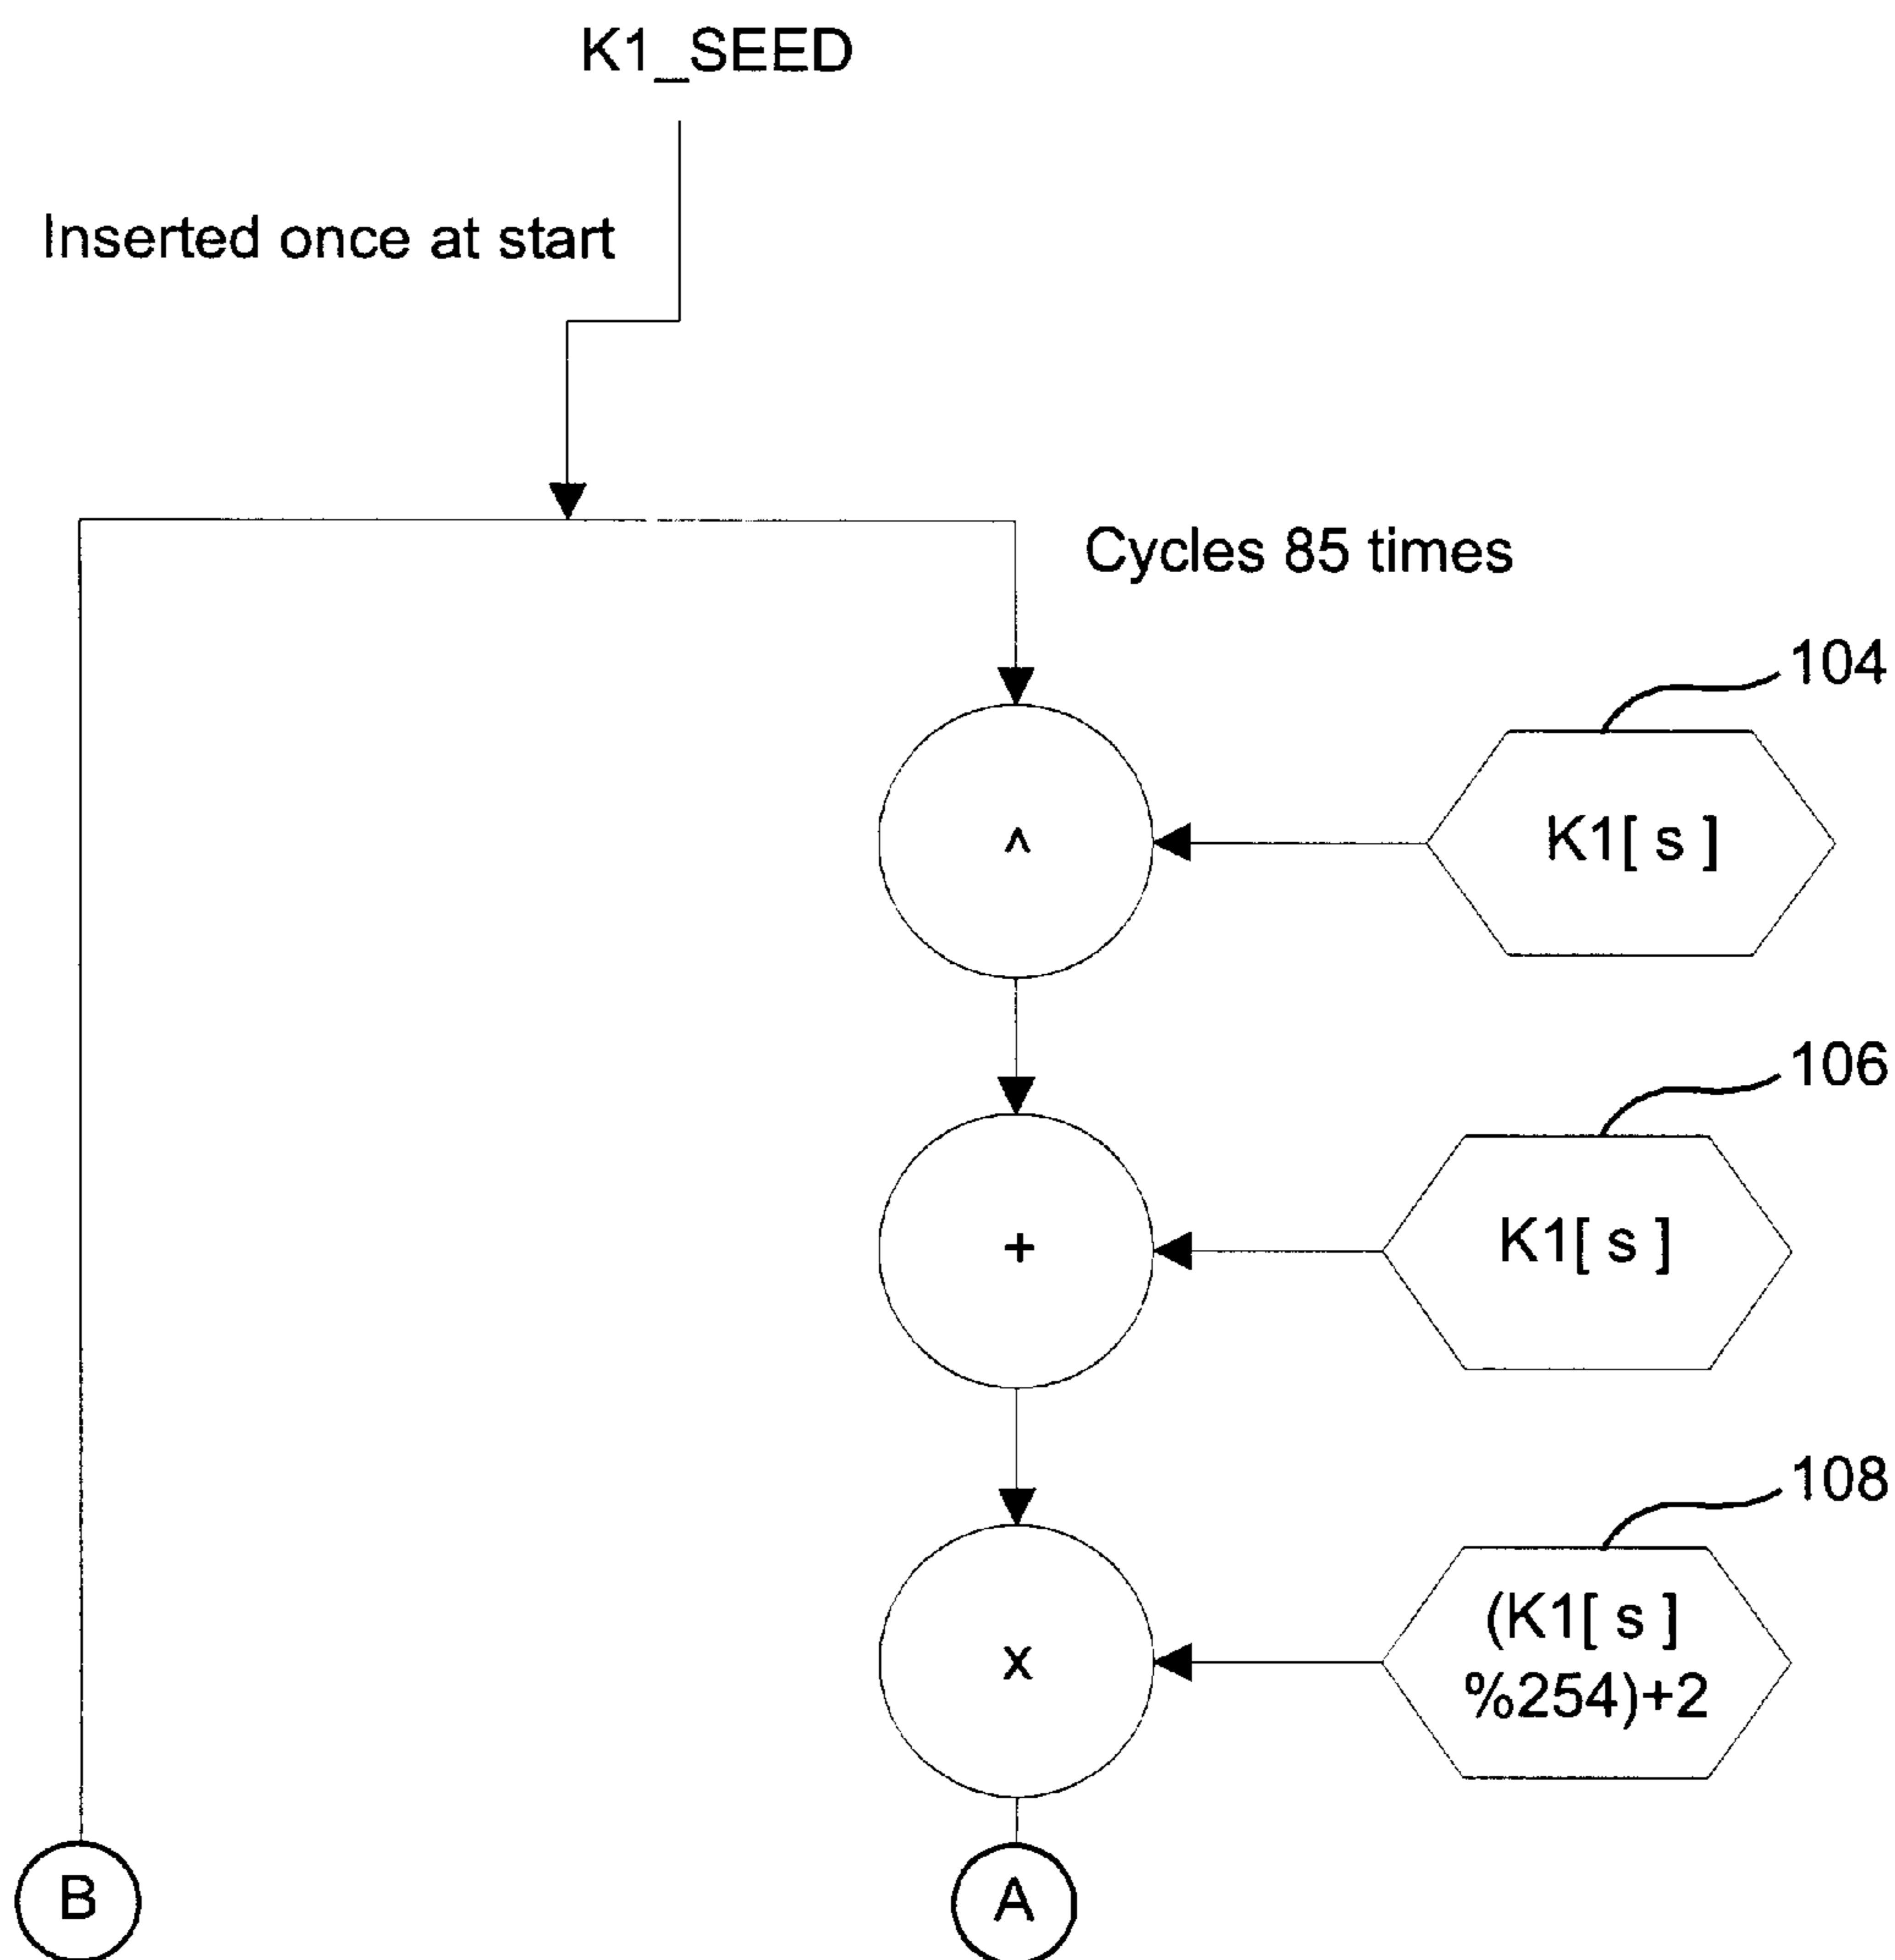 K1_SEED
Inserted once at start
Cycles 85 times
104
^
K1[ s ]
106
+
K1[ s ]
108
x
(K1[ s ]
%254)+2
B
A